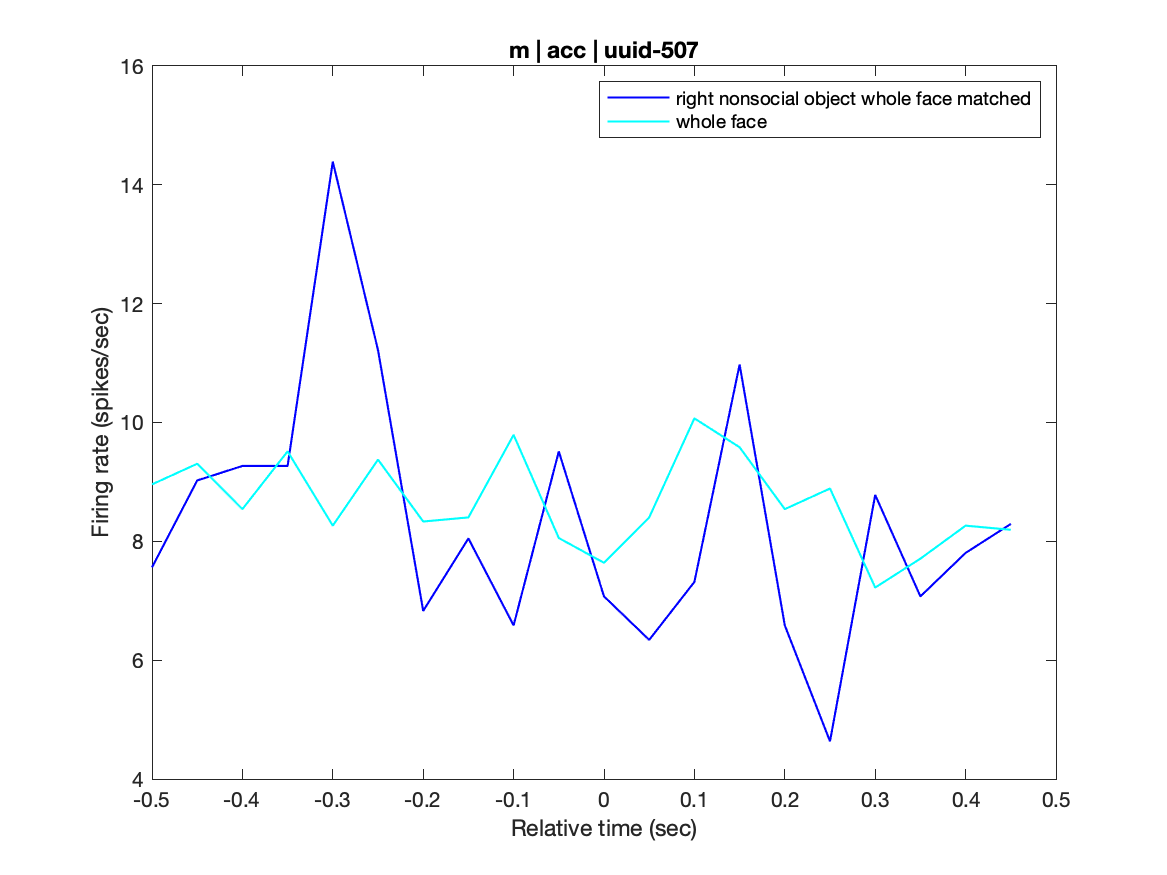 m | acc | uuid-507
16
right nonsocial object whole face matched
whole face
14
12
10
8
6
4
Firing rate (spikes/sec)
-0.5 -0.4 -0.3 -0.2 -0.1 0 0.1 0.2 0.3 0.4 0.5
Relative time (sec)